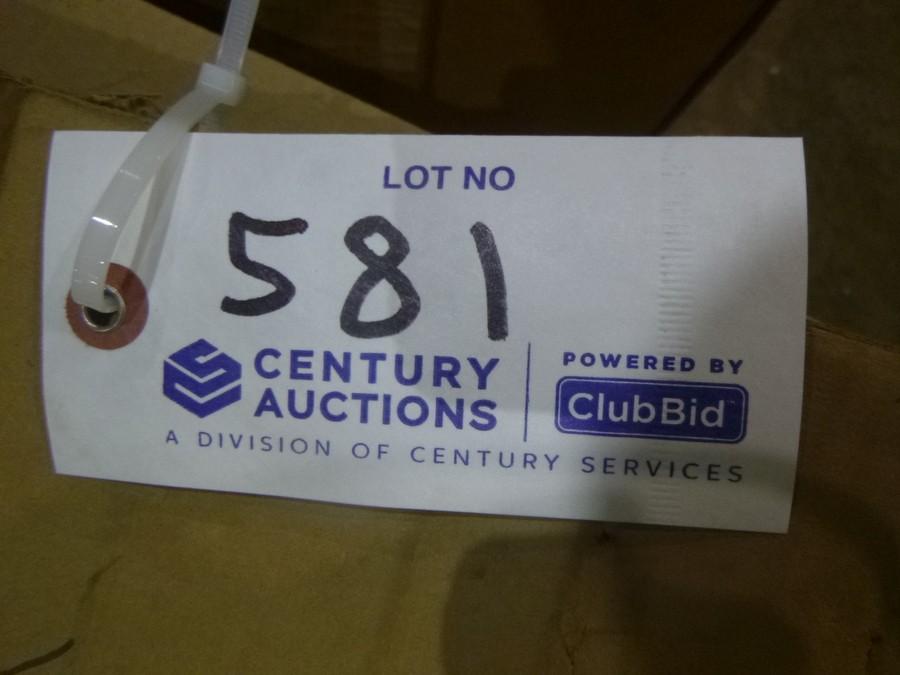 LOT NO
581
CENTURY
AUCTIONS
POWERED BY
ClubBid
A DIVISION OF CENTURY SERVICES